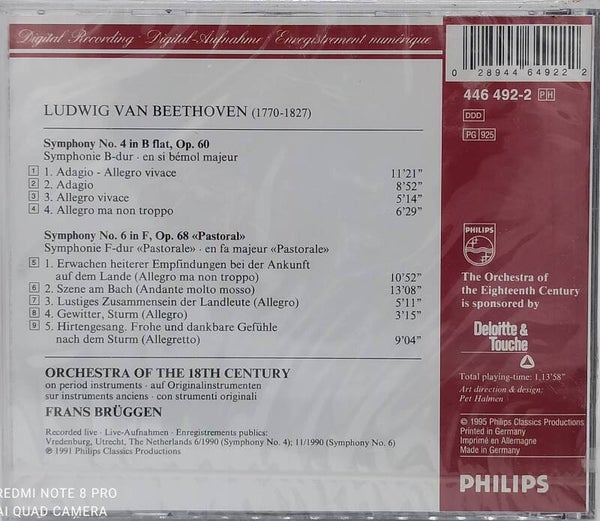 Digital Recording · Digital-Aufnahme · Enregistrement numérique
0 28944 64922 2
446 492-2 PH
DDD
PG 925
LUDWIG VAN BEETHOVEN (1770-1827)
Symphony No. 4 in B flat, Op. 60
Symphonie B-dur · en si bémol majeur
1 1. Adagio - Allegro vivace 11'21"
2 2. Adagio 8'52"
3 3. Allegro vivace 5'14"
4 4. Allegro ma non troppo 6'29"
Symphony No. 6 in F, Op. 68 «Pastoral»
Symphonie F-dur «Pastorale» · en fa majeur «Pastorale»
5 1. Erwachen heiterer Empfindungen bei der Ankunft
auf dem Lande (Allegro ma non troppo) 10'52"
6 2. Szene am Bach (Andante molto mosso) 13'08"
7 3. Lustiges Zusammensein der Landleute (Allegro) 5'11"
8 4. Gewitter, Sturm (Allegro) 3'15"
9 5. Hirtengesang. Frohe und dankbare Gefühle
nach dem Sturm (Allegretto) 9'04"
ORCHESTRA OF THE 18TH CENTURY
on period instruments · auf Originalinstrumenten
sur instruments anciens · con strumenti originali
FRANS BRÜGGEN
Recorded live · Live-Aufnahmen · Enregistrements publics:
Vredenburg, Utrecht, The Netherlands 6/1990 (Symphony No. 4); 11/1990 (Symphony No. 6)
℗ 1991 Philips Classics Productions
PHILIPS
The Orchestra of
the Eighteenth Century
is sponsored by
Deloitte &
Touche
Total playing-time: 1.13'58"
Art direction & design:
Pet Halmen
© 1995 Philips Classics Productions
Printed in Germany
Imprimé en Allemagne
Made in Germany
PHILIPS
REDMI NOTE 8 PRO
AI QUAD CAMERA